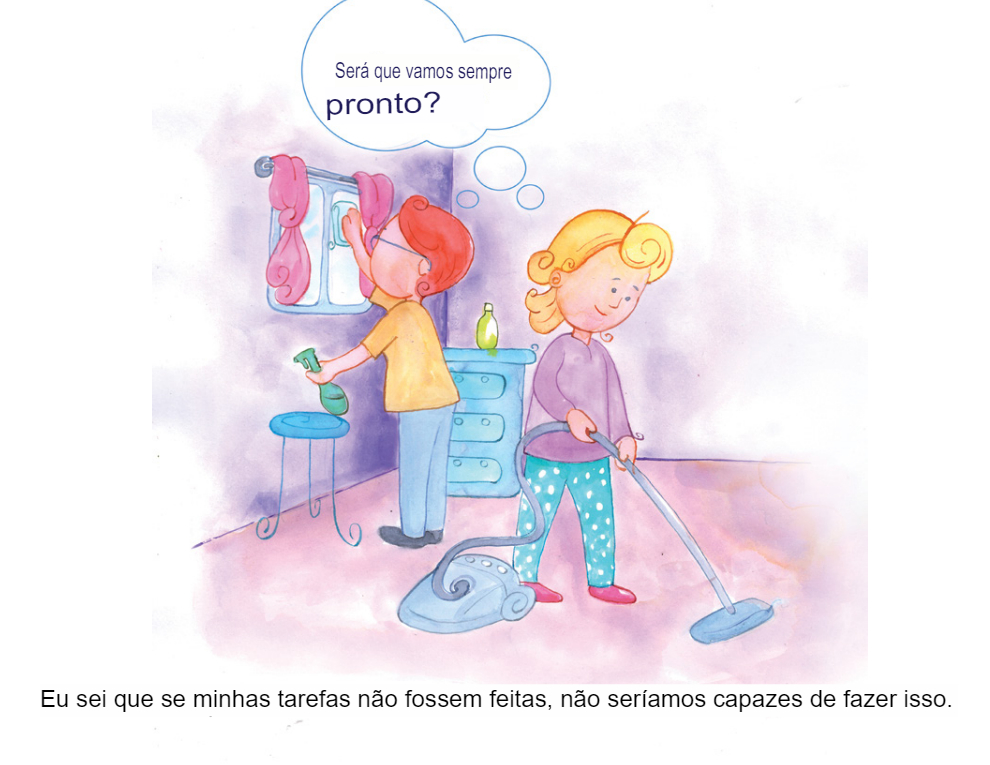 Será que vamos sempre
pronto?
Eu sei que se minhas tarefas não fossem feitas, não seríamos capazes de fazer isso.